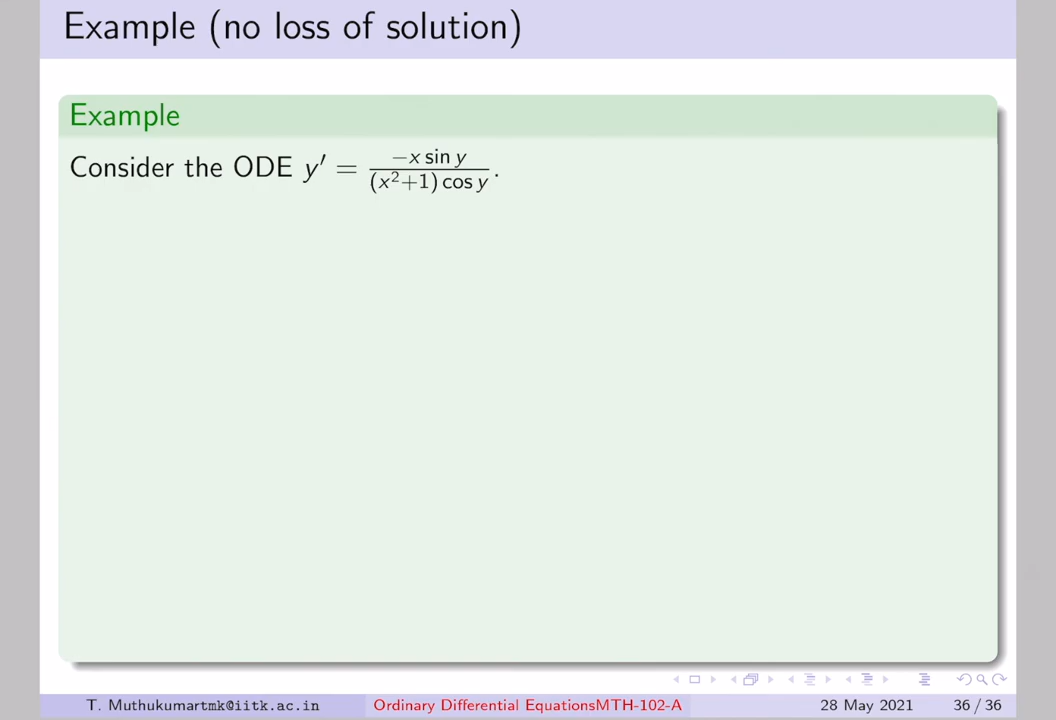 Example (no loss of solution)
Example
Consider the ODE y′ = −x sin y / (x²+1) cos y .
T. Muthukumartmk@iitk.ac.in Ordinary Differential EquationsMTH-102-A 28 May 2021 36 / 36